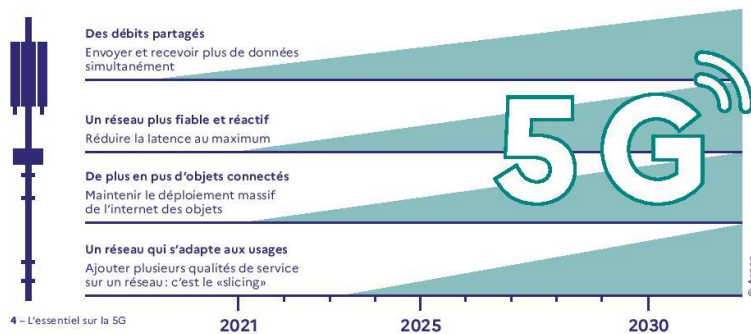 Des débits partagés
Envoyer et recevoir plus de données
simultanément
Un réseau plus fiable et réactif
Réduire la latence au maximum
De plus en pus d'objets connectés
Maintenir le déploiement massif
de l'internet des objets
Un réseau qui s'adapte aux usages
Ajouter plusieurs qualités de service
sur un réseau : c'est le «slicing»
5G
4 – L'essentiel sur la 5G
2021
2025
2030